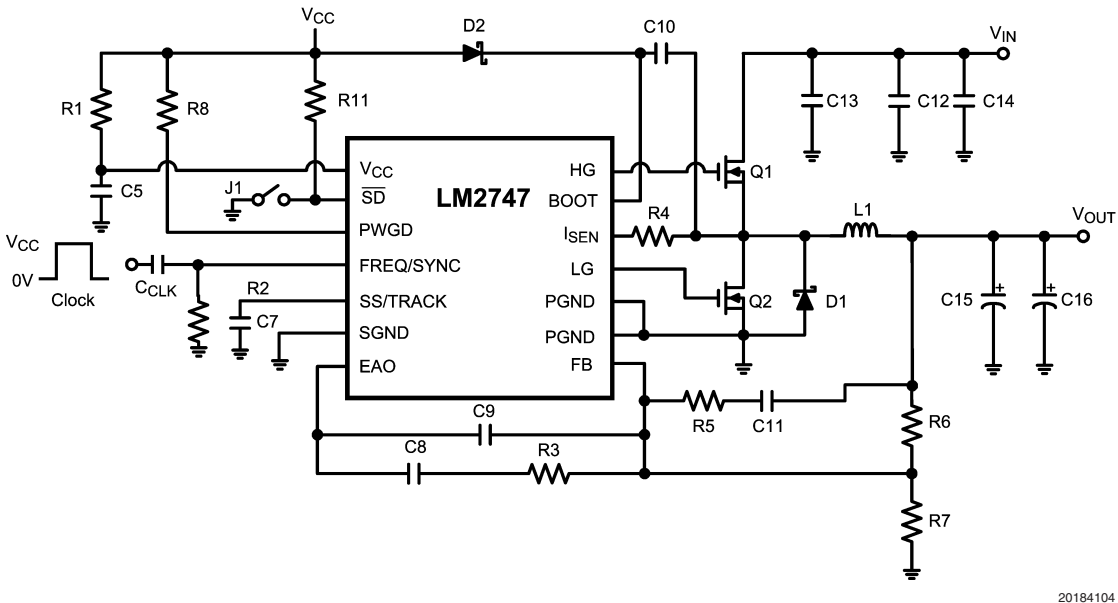 VCC
D2
C10
VIN
R1
R8
R11
C13
C12
C14
VCC
HG
Q1
C5
J1
SD
LM2747
BOOT
R4
L1
VOUT
PWGD
ISEN
VCC
0V
Clock
CCLK
FREQ/SYNC
LG
R2
SS/TRACK
PGND
Q2
D1
C15
+
C16
+
C7
SGND
PGND
EAO
FB
C9
R5
C11
R6
C8
R3
R7
20184104